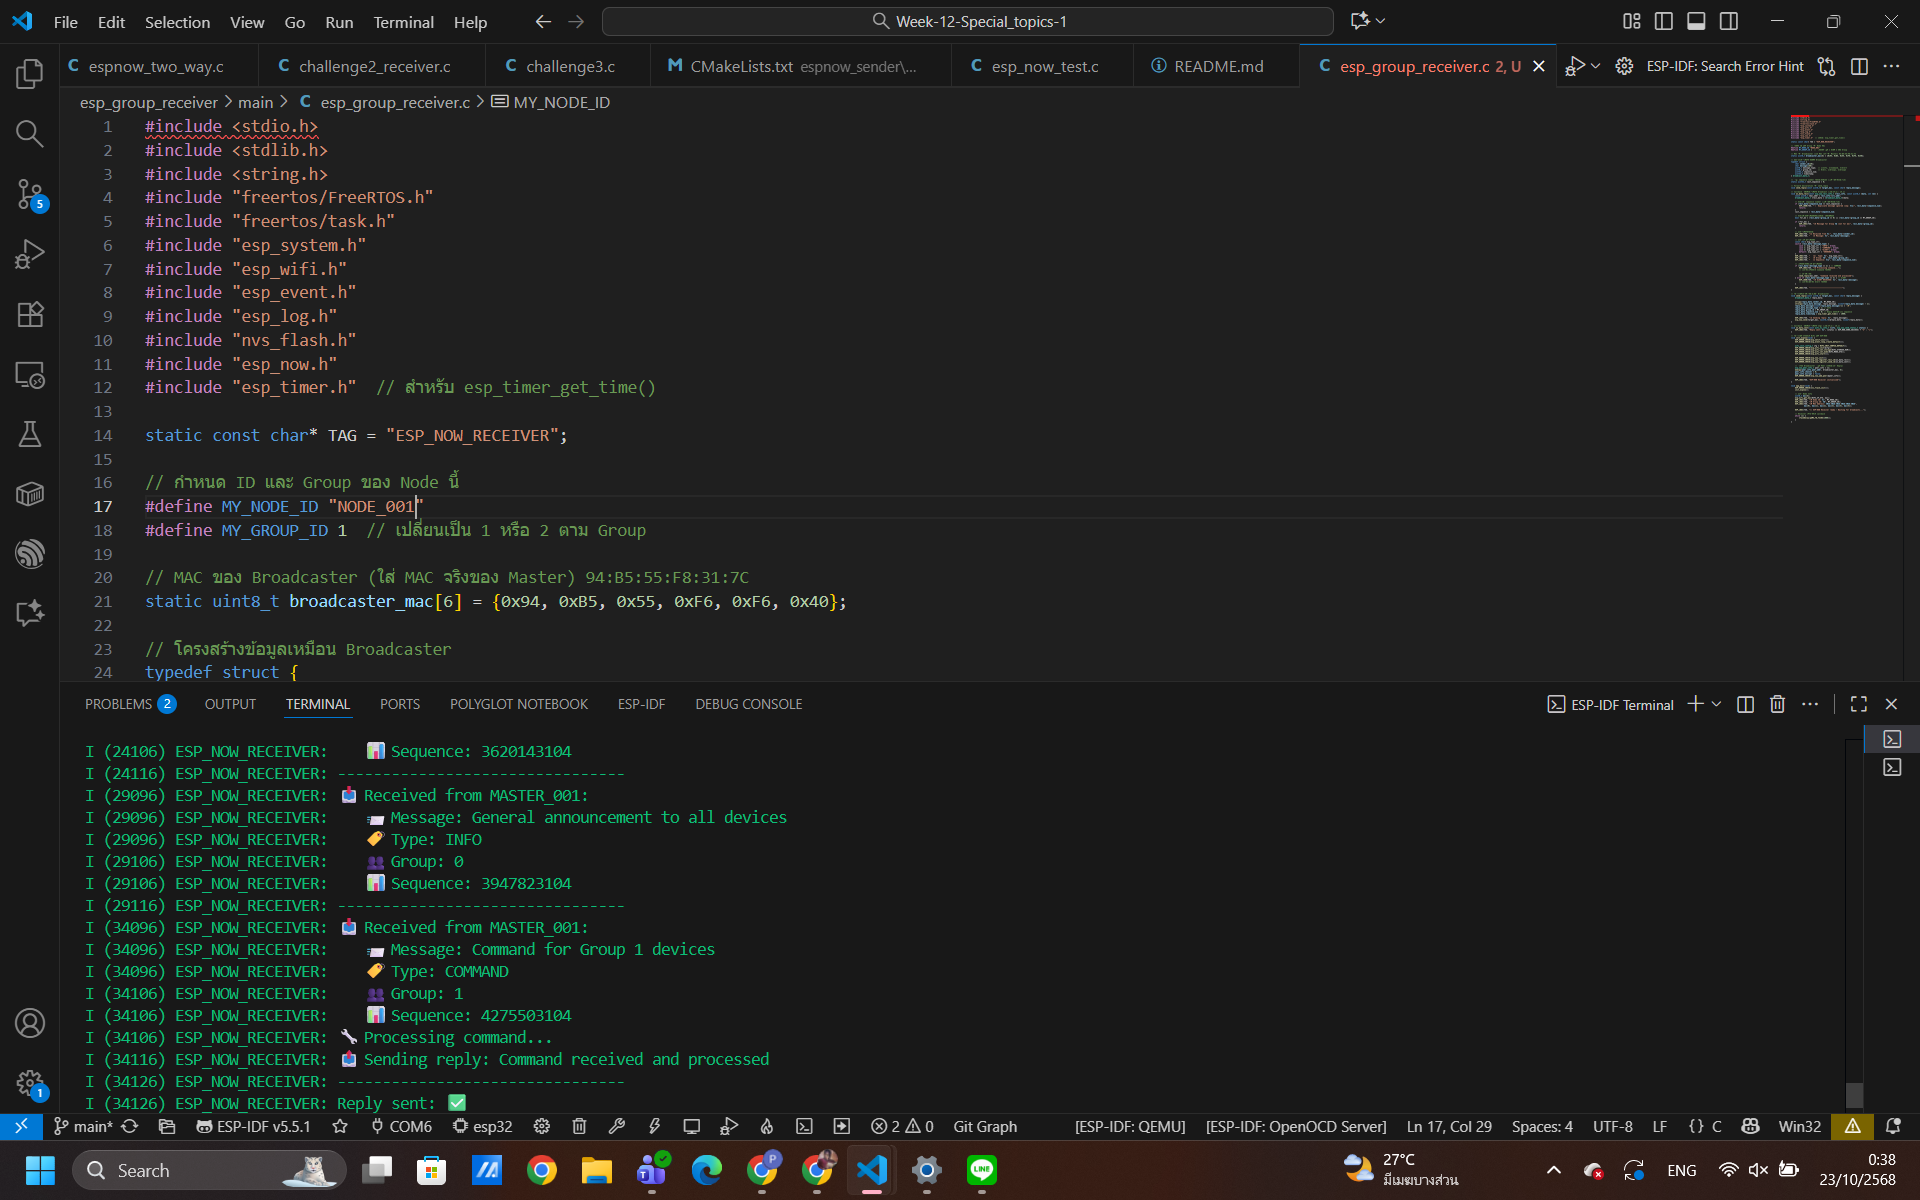 File Edit Selection View Go Run Terminal Help
Week-12-Special_topics-1
espnow_two_way.c
challenge2_receiver.c
challenge3.c
CMakeLists.txt espnow_sender\...
esp_now_test.c
README.md
esp_group_receiver.c 2, U
ESP-IDF: Search Error Hint
esp_group_receiver > main > C esp_group_receiver.c > MY_NODE_ID
1 #include <stdio.h>
2 #include <stdlib.h>
3 #include <string.h>
4 #include "freertos/FreeRTOS.h"
5 #include "freertos/task.h"
6 #include "esp_system.h"
7 #include "esp_wifi.h"
8 #include "esp_event.h"
9 #include "esp_log.h"
10 #include "nvs_flash.h"
11 #include "esp_now.h"
12 #include "esp_timer.h"  // สำหรับ esp_timer_get_time()
13
14 static const char* TAG = "ESP_NOW_RECEIVER";
15
16 // กำหนด ID และ Group ของ Node นี้
17 #define MY_NODE_ID "NODE_001"
18 #define MY_GROUP_ID 1  // เปลี่ยนเป็น 1 หรือ 2 ตาม Group
19
20 // MAC ของ Broadcaster (ใส่ MAC จริงของ Master) 94:B5:55:F8:31:7C
21 static uint8_t broadcaster_mac[6] = {0x94, 0xB5, 0x55, 0xF6, 0xF6, 0x40};
22
23 // โครงสร้างข้อมูลเหมือน Broadcaster
24 typedef struct {
PROBLEMS 2 OUTPUT TERMINAL PORTS POLYGLOT NOTEBOOK ESP-IDF DEBUG CONSOLE
ESP-IDF Terminal
I (24106) ESP_NOW_RECEIVER:    📊 Sequence: 3620143104
I (24116) ESP_NOW_RECEIVER: --------------------------------
I (29096) ESP_NOW_RECEIVER: 📥 Received from MASTER_001:
I (29096) ESP_NOW_RECEIVER:    📨 Message: General announcement to all devices
I (29096) ESP_NOW_RECEIVER:    🏷️ Type: INFO
I (29106) ESP_NOW_RECEIVER:    👥 Group: 0
I (29106) ESP_NOW_RECEIVER:    📊 Sequence: 3947823104
I (29116) ESP_NOW_RECEIVER: --------------------------------
I (34096) ESP_NOW_RECEIVER: 📥 Received from MASTER_001:
I (34096) ESP_NOW_RECEIVER:    📨 Message: Command for Group 1 devices
I (34096) ESP_NOW_RECEIVER:    🏷️ Type: COMMAND
I (34106) ESP_NOW_RECEIVER:    👥 Group: 1
I (34106) ESP_NOW_RECEIVER:    📊 Sequence: 4275503104
I (34106) ESP_NOW_RECEIVER: 🔧 Processing command...
I (34116) ESP_NOW_RECEIVER: 📤 Sending reply: Command received and processed
I (34126) ESP_NOW_RECEIVER: --------------------------------
I (34126) ESP_NOW_RECEIVER: Reply sent: ✅
5
1
main* ESP-IDF v5.5.1 COM6 esp32 2 0 Git Graph [ESP-IDF: QEMU] [ESP-IDF: OpenOCD Server] Ln 17, Col 29 Spaces: 4 UTF-8 LF {} C Win32
Search
27°C
มีเมฆบางส่วน
ENG
0:38
23/10/2568